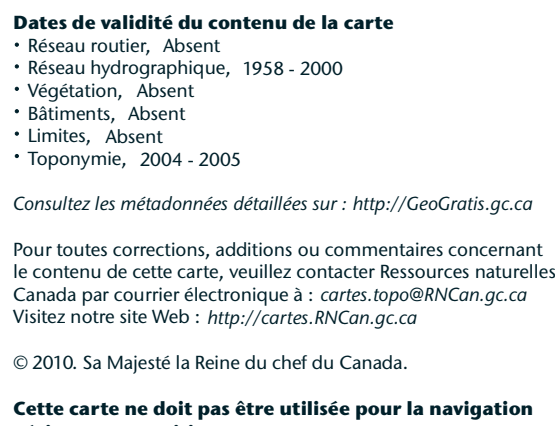 Dates de validité du contenu de la carte
• Réseau routier, Absent
• Réseau hydrographique, 1958 - 2000
• Végétation, Absent
• Bâtiments, Absent
• Limites, Absent
• Toponymie, 2004 - 2005
Consultez les métadonnées détaillées sur : http://GeoGratis.gc.ca
Pour toutes corrections, additions ou commentaires concernant
le contenu de cette carte, veuillez contacter Ressources naturelles
Canada par courrier électronique à : cartes.topo@RNCan.gc.ca
Visitez notre site Web : http://cartes.RNCan.gc.ca
© 2010. Sa Majesté la Reine du chef du Canada.
Cette carte ne doit pas être utilisée pour la navigation